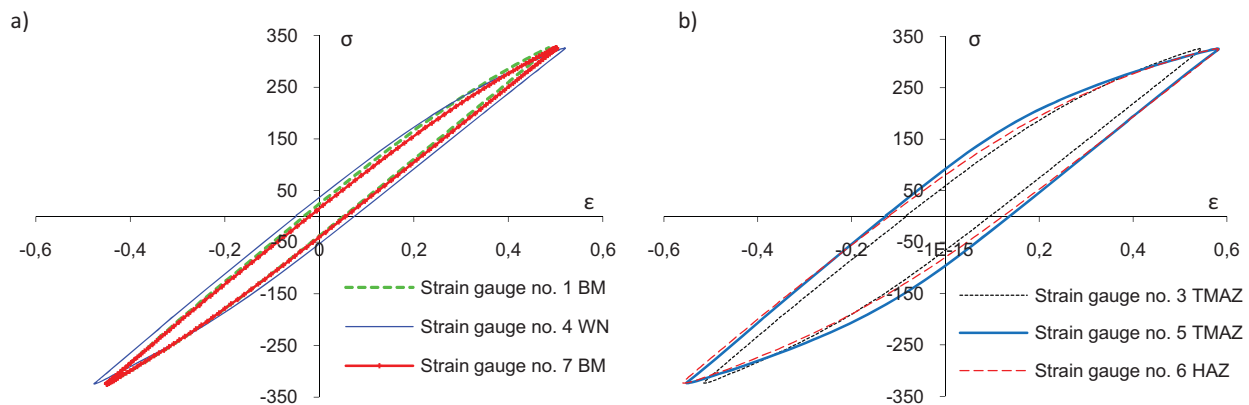 a)
σ
350
250
150
50
-50
-150
-250
-350
-0,6
-0,4
-0,2
0
0,2
0,4
0,6
ε
Strain gauge no. 1 BM
Strain gauge no. 4 WN
Strain gauge no. 7 BM
b)
σ
350
250
150
50
-50
-150
-250
-350
-0,6
-0,4
-0,2
-1E-15
0,2
0,4
0,6
ε
Strain gauge no. 3 TMAZ
Strain gauge no. 5 TMAZ
Strain gauge no. 6 HAZ